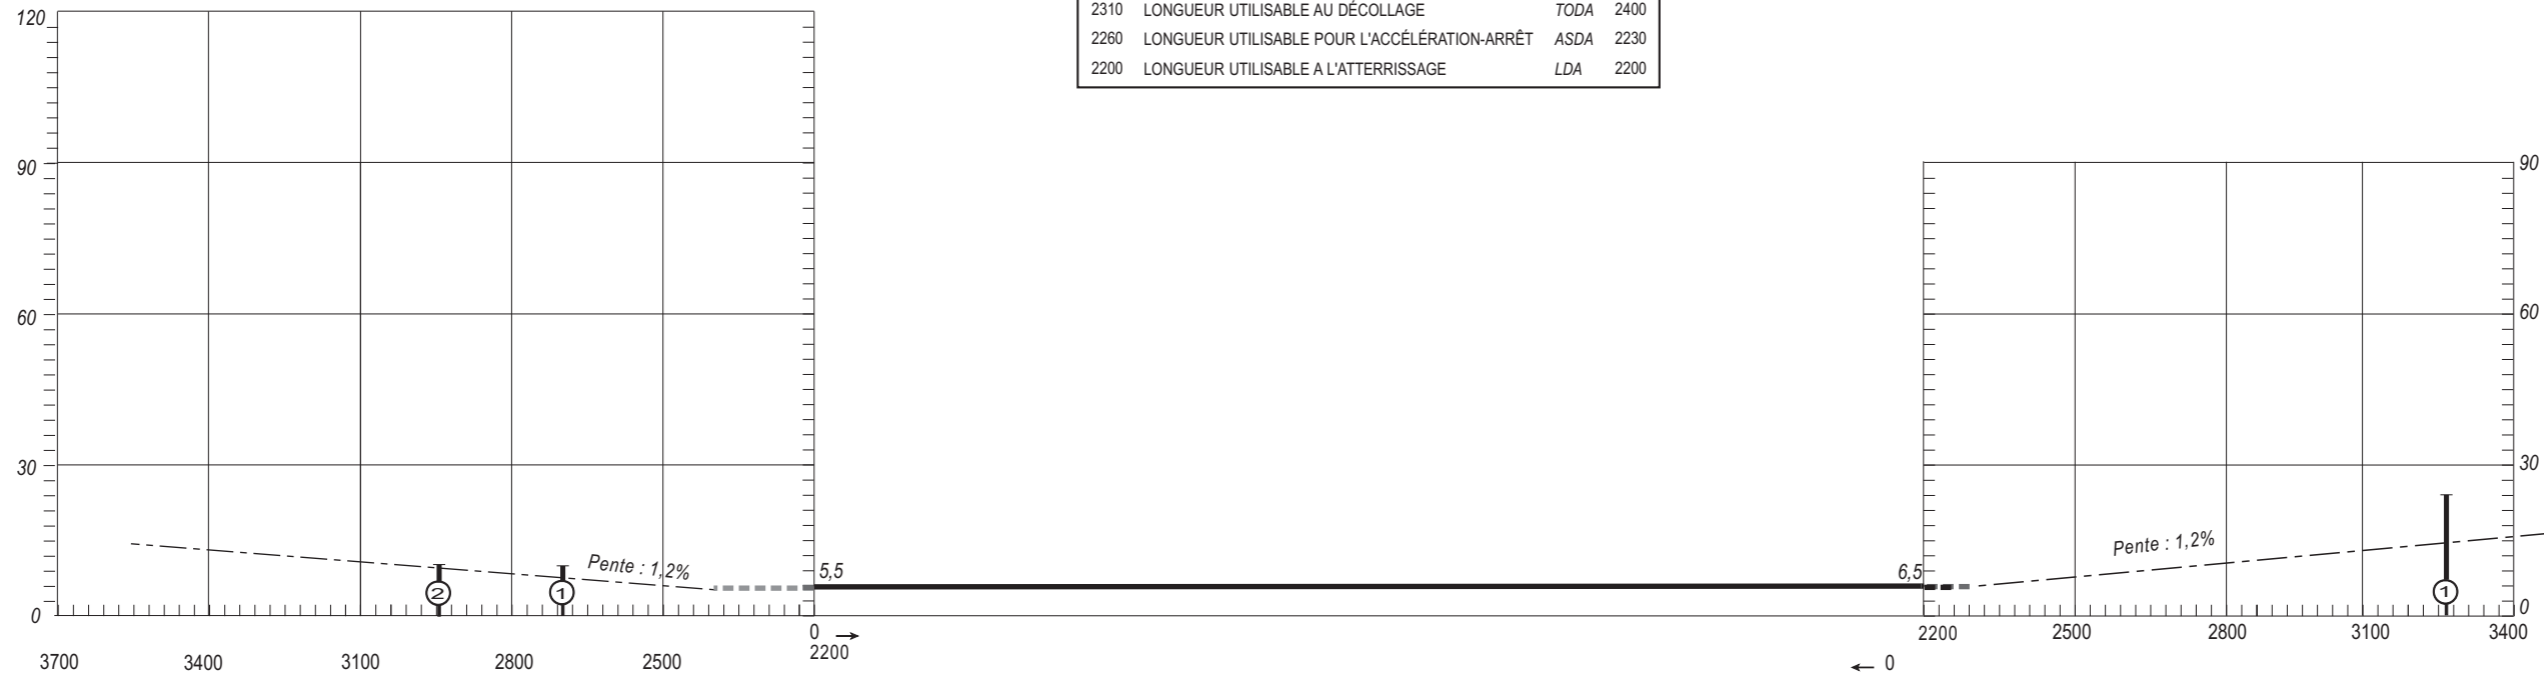 120
2310 LONGUEUR UTILISABLE AU DÉCOLLAGE TODA 2400
2260 LONGUEUR UTILISABLE POUR L'ACCÉLÉRATION-ARRÊT ASDA 2230
2200 LONGUEUR UTILISABLE A L'ATTERRISSAGE LDA 2200
90 90
60 60
30 30
Pente : 1,2% Pente : 1,2%
5,5 6,5
2 1 1
0 0
0 → 2200 2500 2800 3100 3400
3700 3400 3100 2800 2500 2200 ← 0